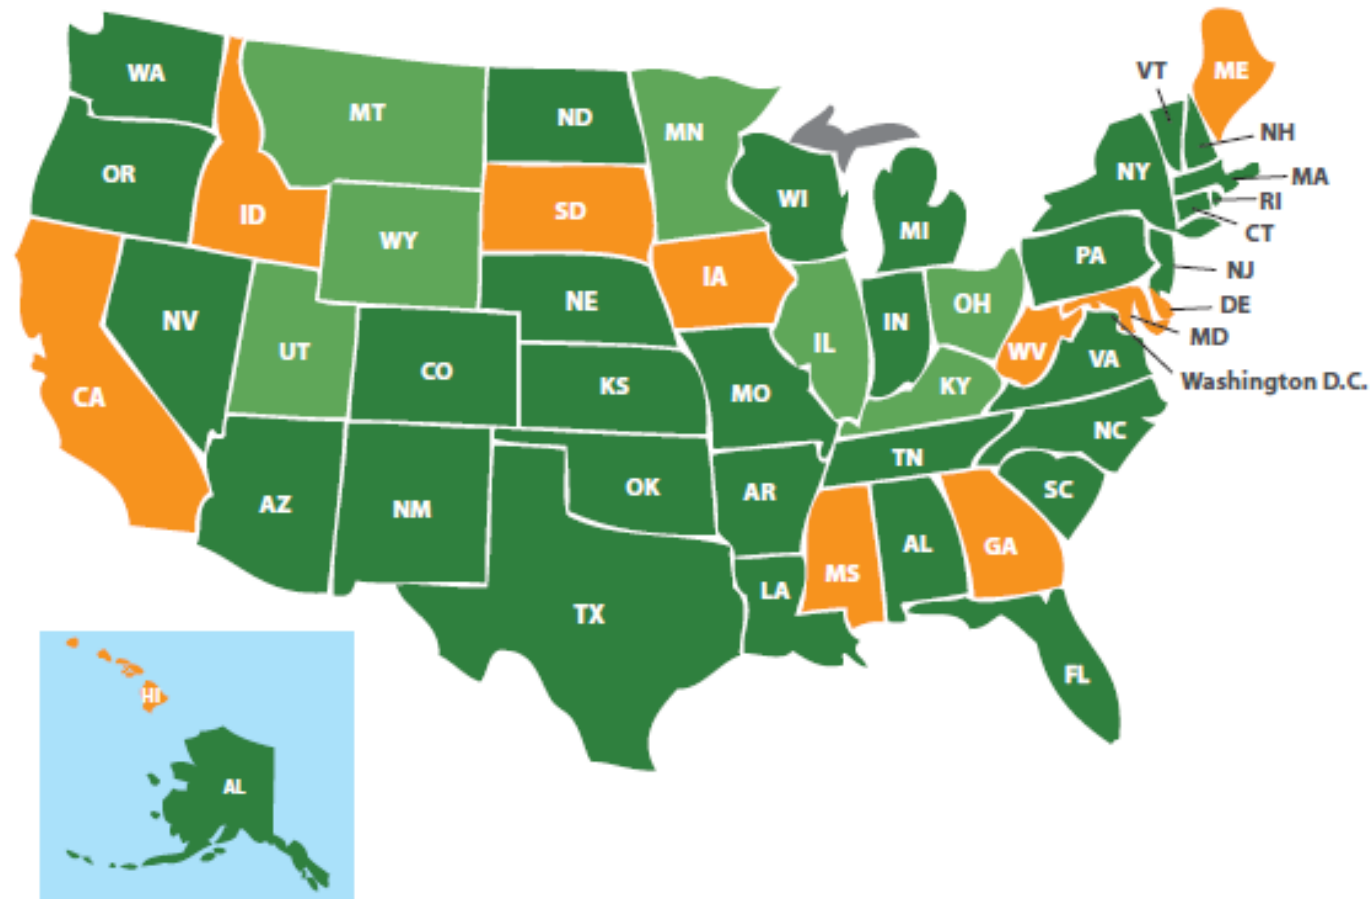 WA
MT
ND
MN
VT
ME
OR
ID
SD
WI
MI
NY
NH
MA
RI
CT
WY
NE
IA
PA
NJ
NV
UT
CO
KS
MO
IL
IN
OH
DE
MD
WV
VA
Washington D.C.
CA
KY
NC
TN
AZ
NM
OK
AR
SC
MS
AL
GA
TX
LA
FL
HI
AL